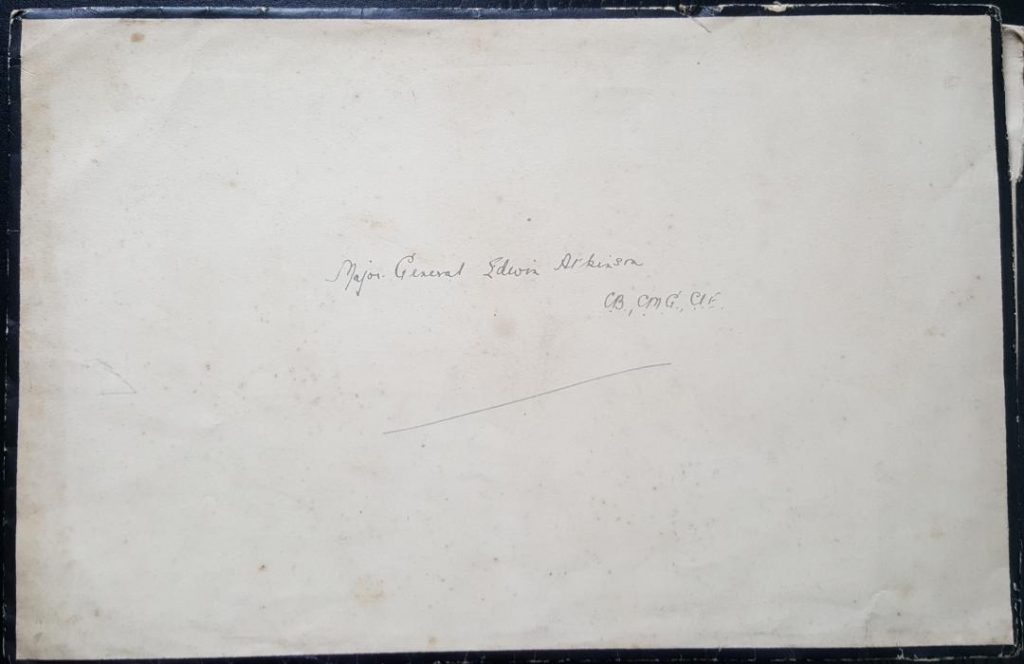 Major General Edwin Atkinson
CB, CMG, CIE.